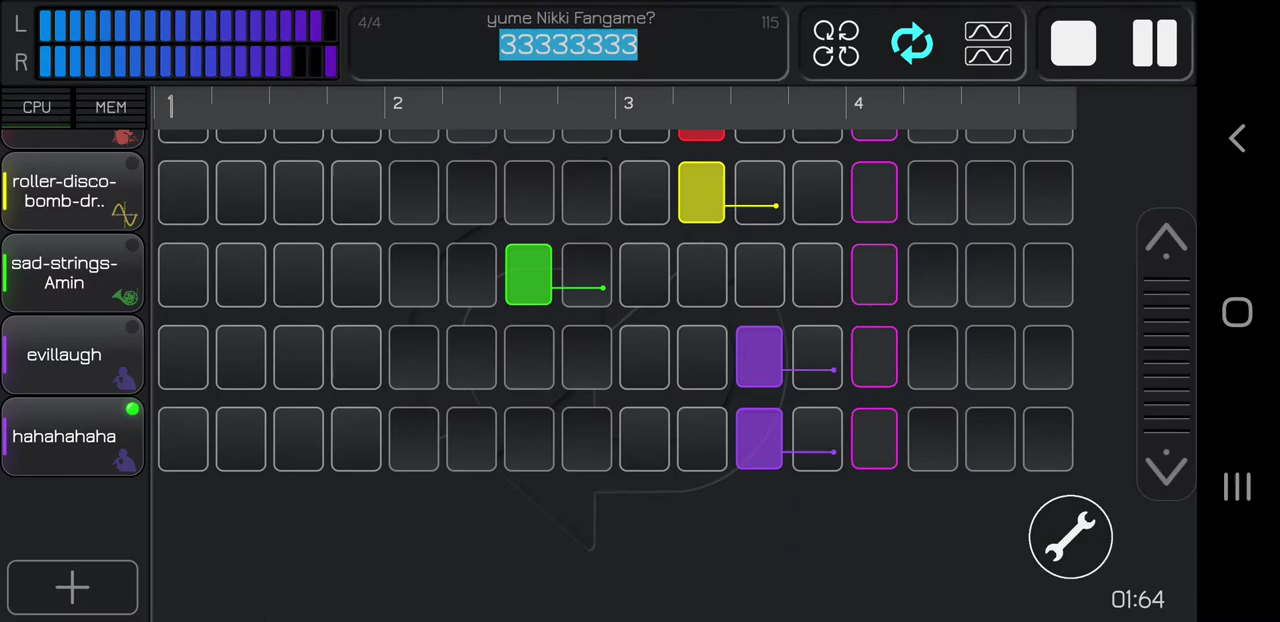 L
R
4/4
yume Nikki Fangame?
115
33333333
CPU
MEM
1
2
3
4
roller-disco-
bomb-dr..
sad-strings-
Amin
evillaugh
hahahahaha
01:64